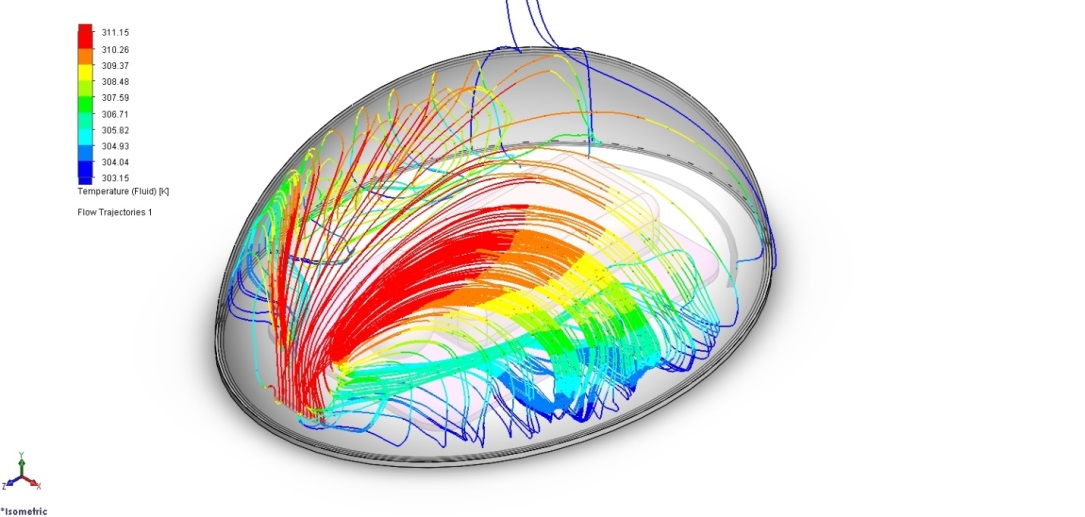 311.15
310.26
309.37
308.48
307.59
306.71
305.82
304.93
304.04
303.15
Temperature (Fluid) [K]
Flow Trajectories 1
Y
Z X
*Isometric